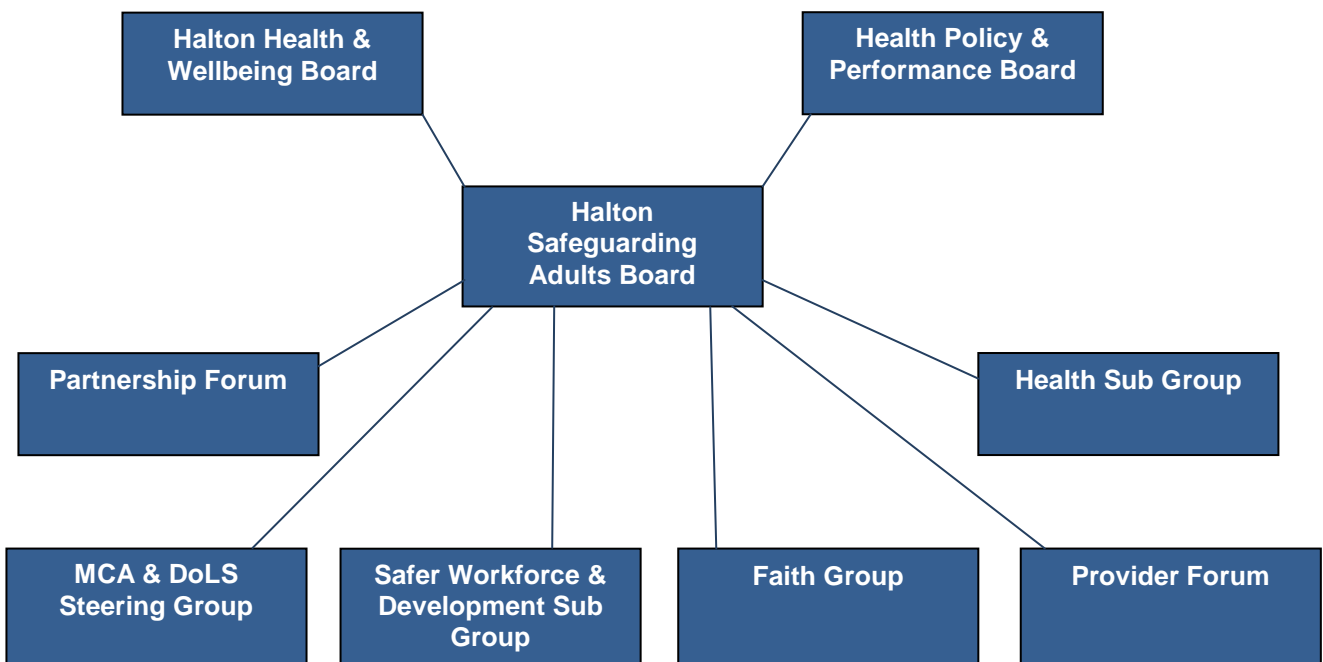 Halton Health &
Wellbeing Board
Health Policy &
Performance Board
Halton
Safeguarding
Adults Board
Partnership Forum
Health Sub Group
MCA & DoLS
Steering Group
Safer Workforce &
Development Sub
Group
Faith Group
Provider Forum